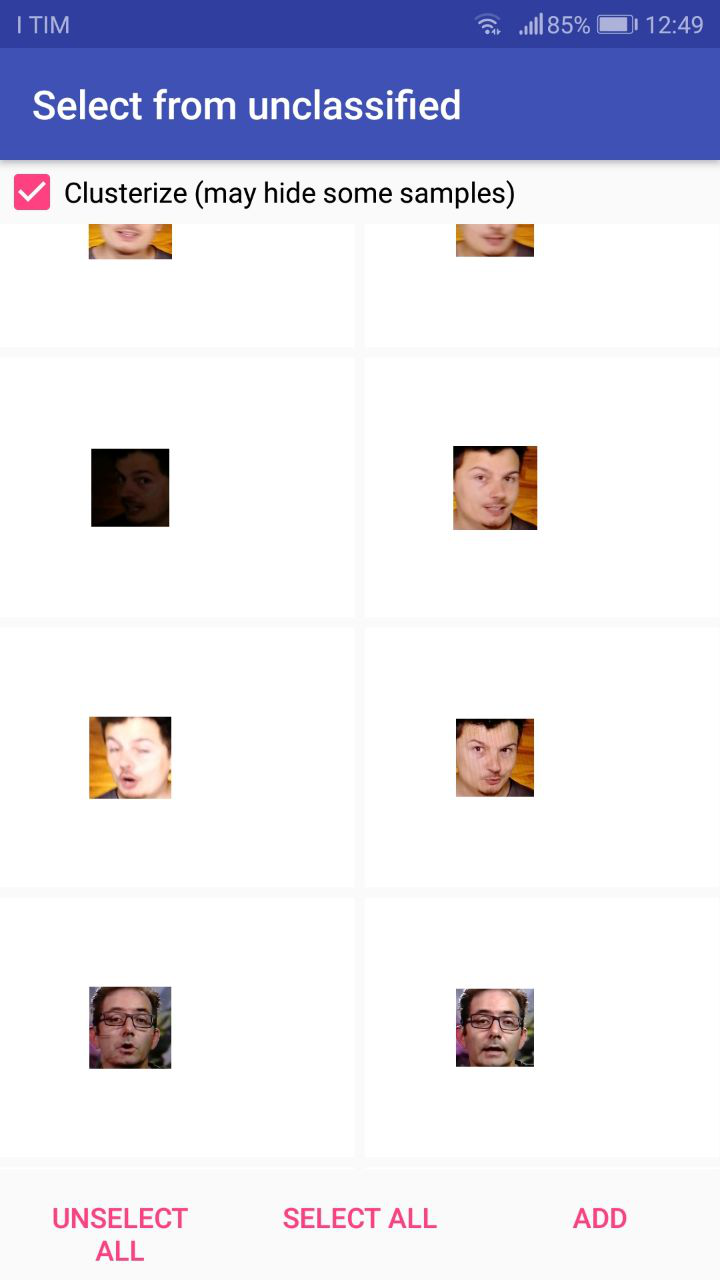 I TIM
85%
12:49
Select from unclassified
Clusterize (may hide some samples)
UNSELECT
ALL
SELECT ALL
ADD